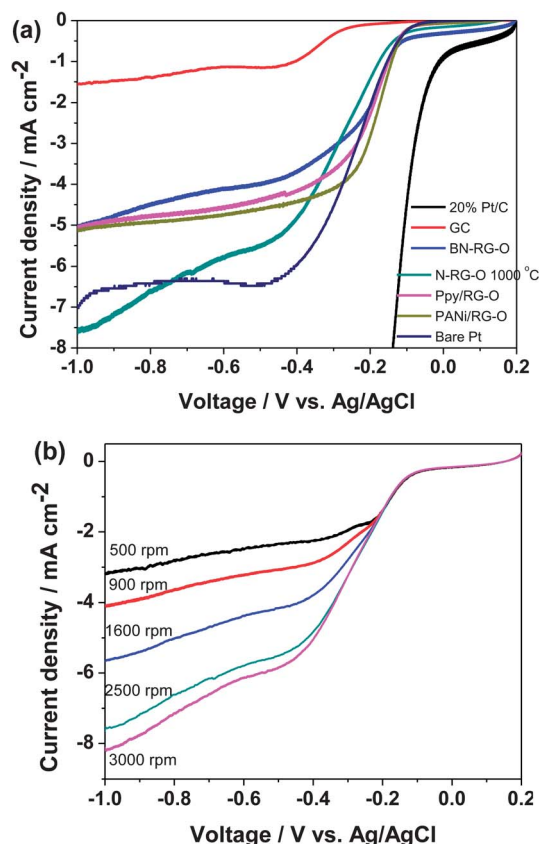 (a)
0
-1
-2
-3
-4
-5
-6
-7
-8
Current density / mA cm-2
20% Pt/C
GC
BN-RG-O
N-RG-O 1000 °C
Ppy/RG-O
PANi/RG-O
Bare Pt
-1.0 -0.8 -0.6 -0.4 -0.2 0.0 0.2
Voltage / V vs. Ag/AgCl
(b)
0
-2
-4
-6
-8
Current density / mA cm-2
500 rpm
900 rpm
1600 rpm
2500 rpm
3000 rpm
-1.0 -0.8 -0.6 -0.4 -0.2 0.0 0.2
Voltage / V vs. Ag/AgCl